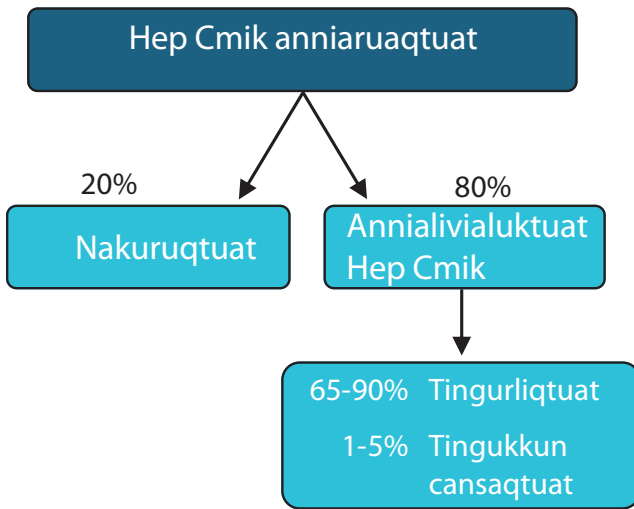 Hep Cmik anniaruaqtuat
20%
80%
Nakuruqtuat
Annialivialuktuat
Hep Cmik
65-90% Tingurliqtuat
1-5% Tingukkun
cansaqtuat